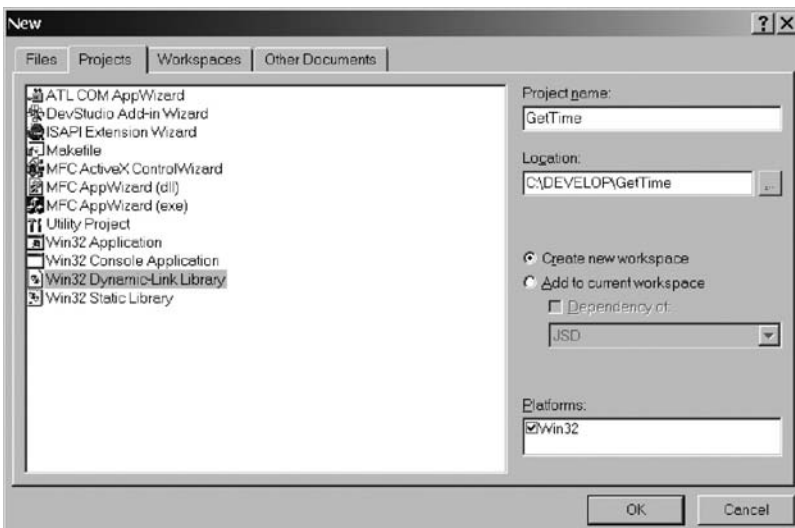 New
Files Projects Workspaces Other Documents
ATL COM AppWizard
DevStudio Add-in Wizard
ISAPI Extension Wizard
Makefile
MFC ActiveX ControlWizard
MFC AppWizard (dll)
MFC AppWizard (exe)
Utility Project
Win32 Application
Win32 Console Application
Win32 Dynamic-Link Library
Win32 Static Library
Project name:
GetTime
Location:
C:\DEVELOP\GetTime
...
Create new workspace
Add to current workspace
Dependency of:
JSD
Platforms:
Win32
OK Cancel